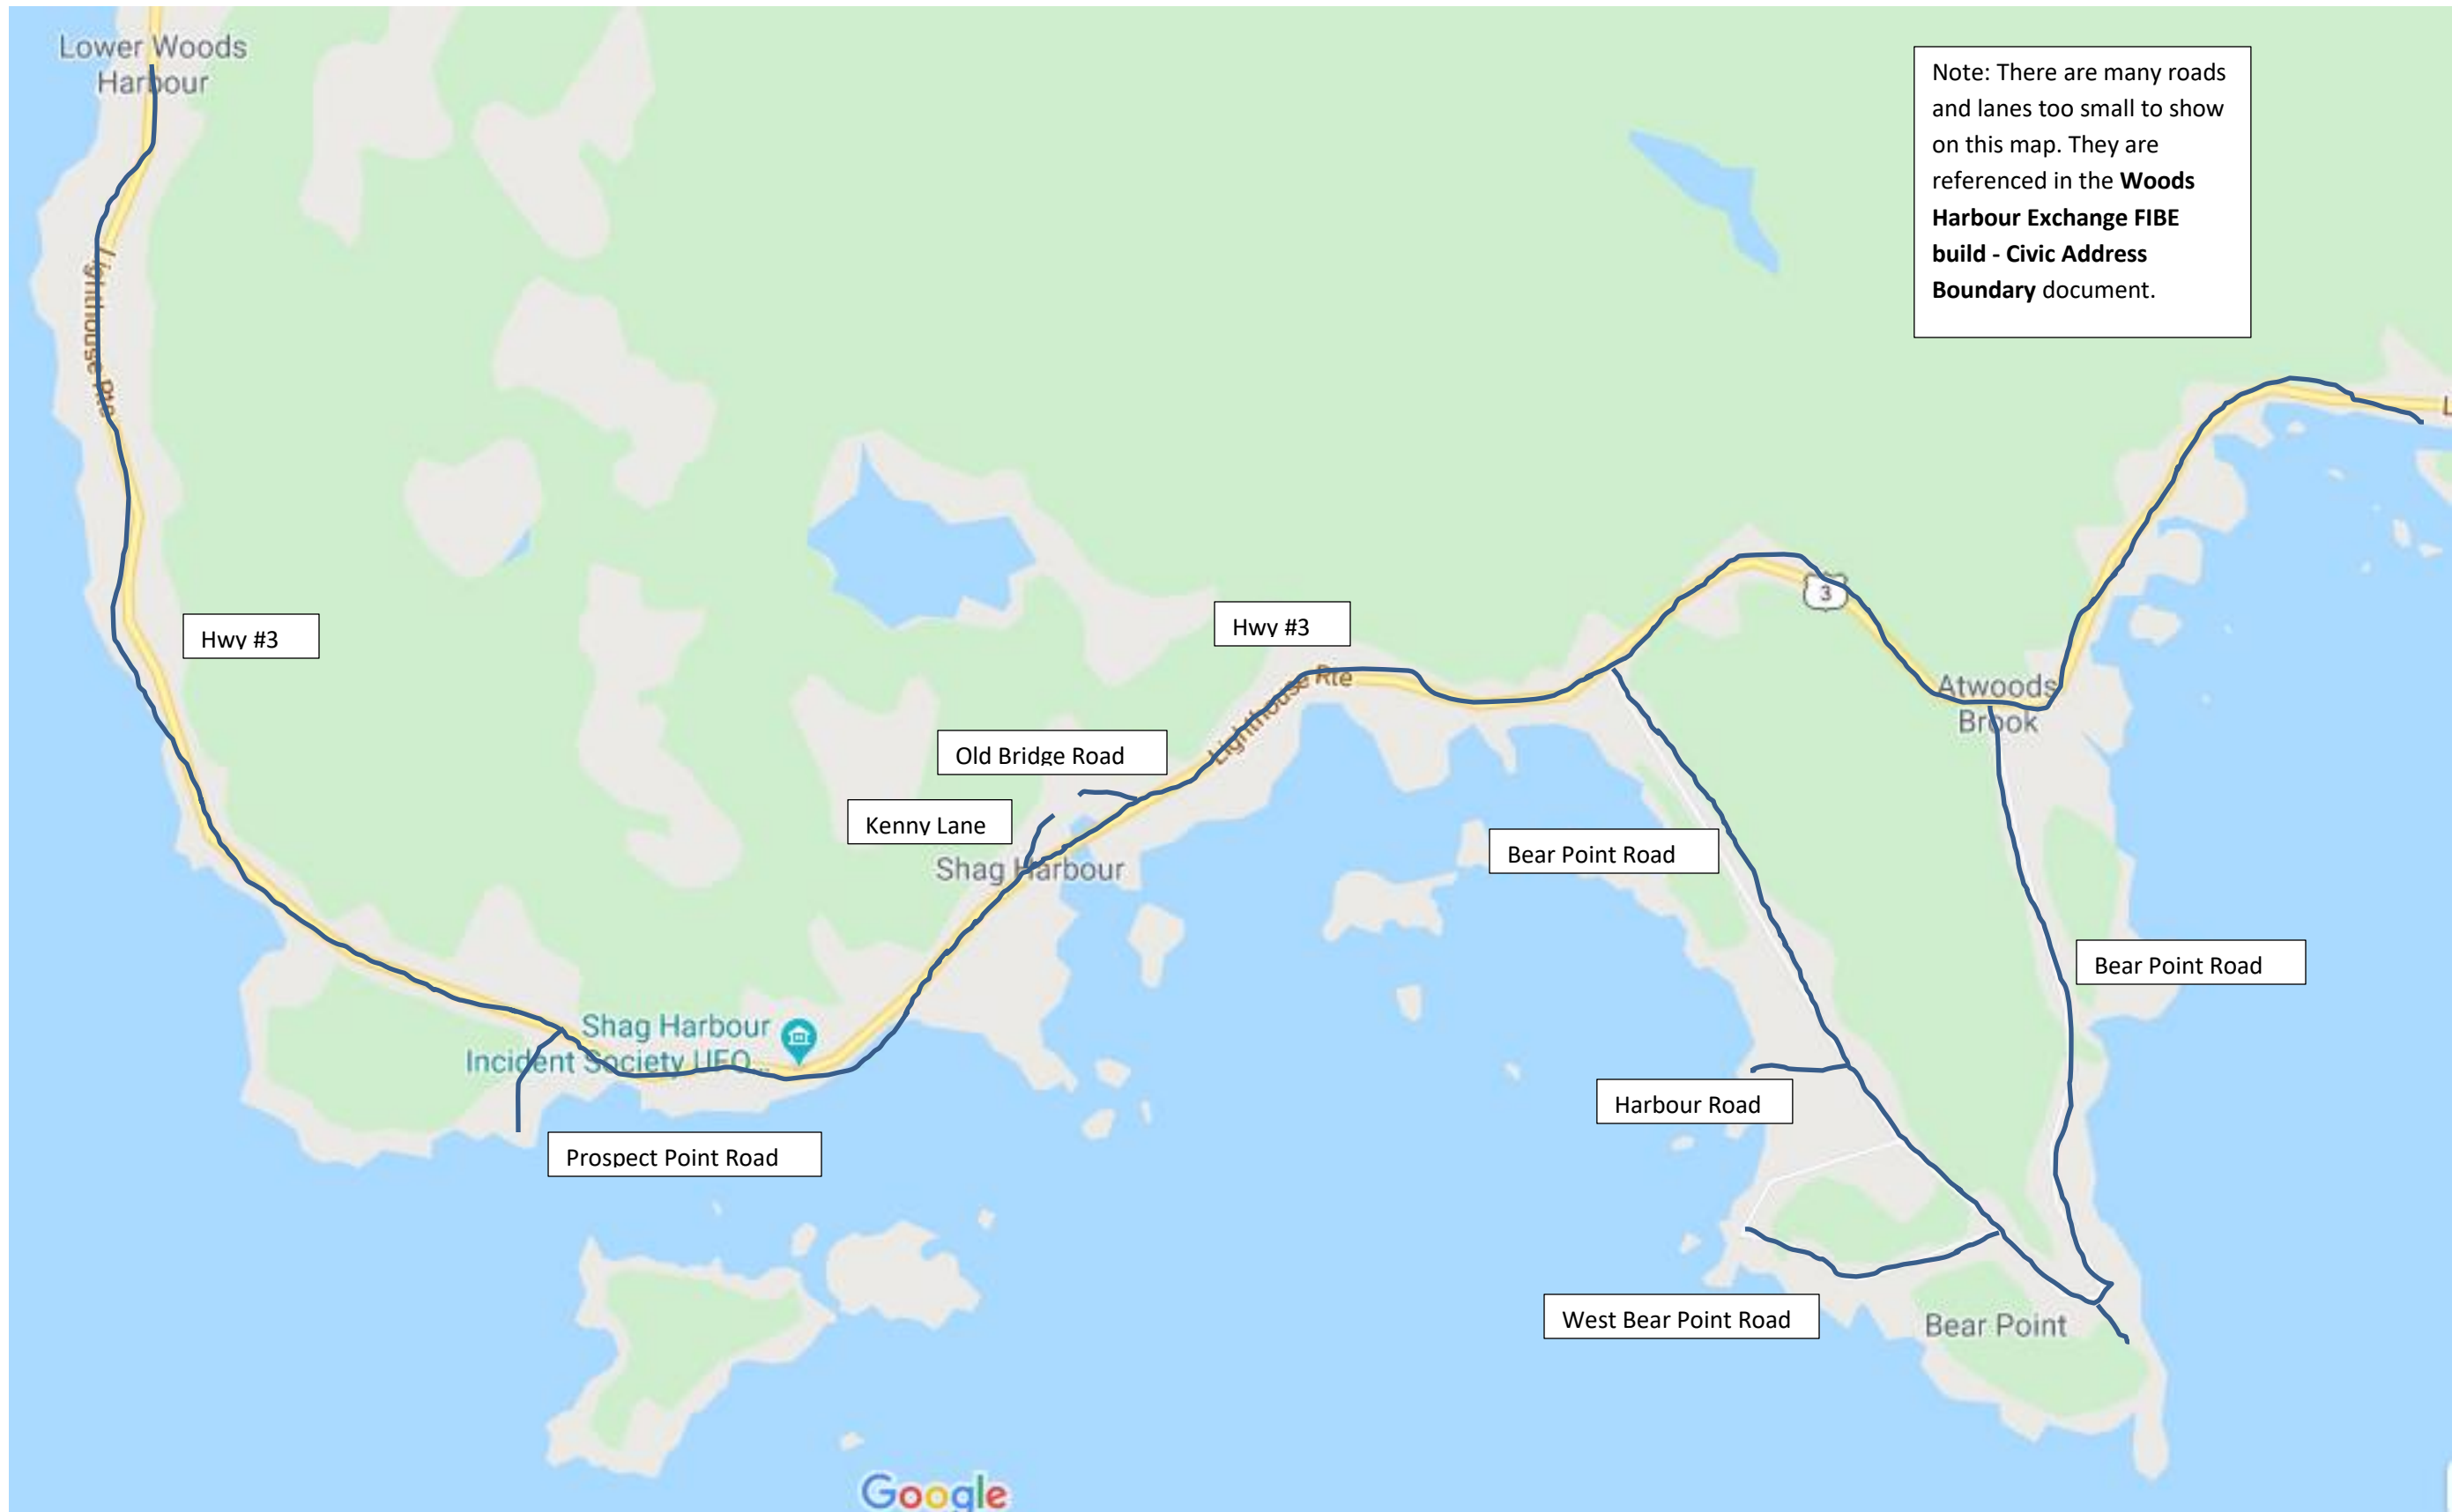 Lower Woods
Harbour
Note: There are many roads
and lanes too small to show
on this map. They are
referenced in the Woods
Harbour Exchange FIBE
build - Civic Address
Boundary document.
Lighthouse Rte
L
Hwy #3
Hwy #3
3
Lighthouse Rte
Atwoods
Brook
Old Bridge Road
Kenny Lane
Shag Harbour
Bear Point Road
Bear Point Road
Shag Harbour
Incident Society UFO...
Harbour Road
Prospect Point Road
West Bear Point Road
Bear Point
Google